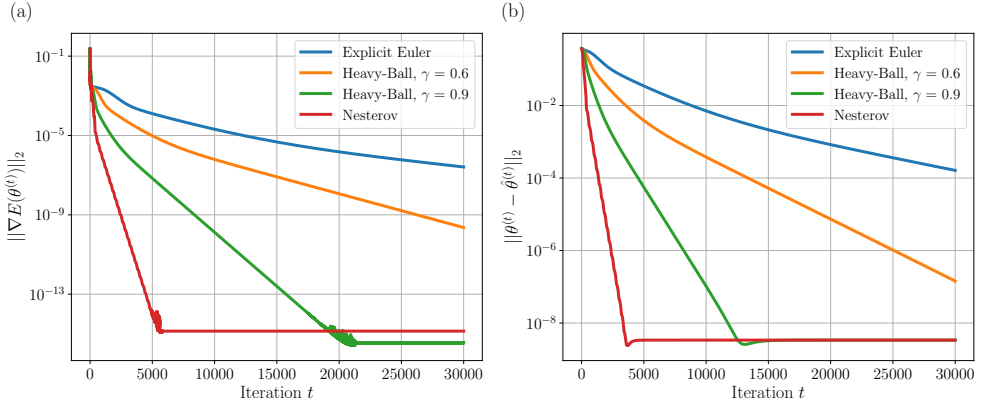 (a)
10⁻¹
10⁻⁵
10⁻⁹
10⁻¹³
||∇E(θ⁽ᵗ⁾)||₂
Explicit Euler
Heavy-Ball, γ = 0.6
Heavy-Ball, γ = 0.9
Nesterov
0 5000 10000 15000 20000 25000 30000
Iteration t
(b)
10⁻²
10⁻⁴
10⁻⁶
10⁻⁸
||θ⁽ᵗ⁾ − θ̂⁽ᵗ⁾||₂
Explicit Euler
Heavy-Ball, γ = 0.6
Heavy-Ball, γ = 0.9
Nesterov
0 5000 10000 15000 20000 25000 30000
Iteration t